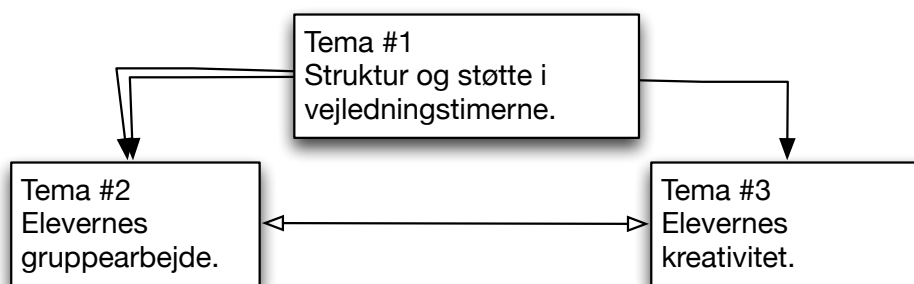 Tema #1
Struktur og støtte i
vejledningstimerne.
Tema #2
Elevernes
gruppearbejde.
Tema #3
Elevernes
kreativitet.